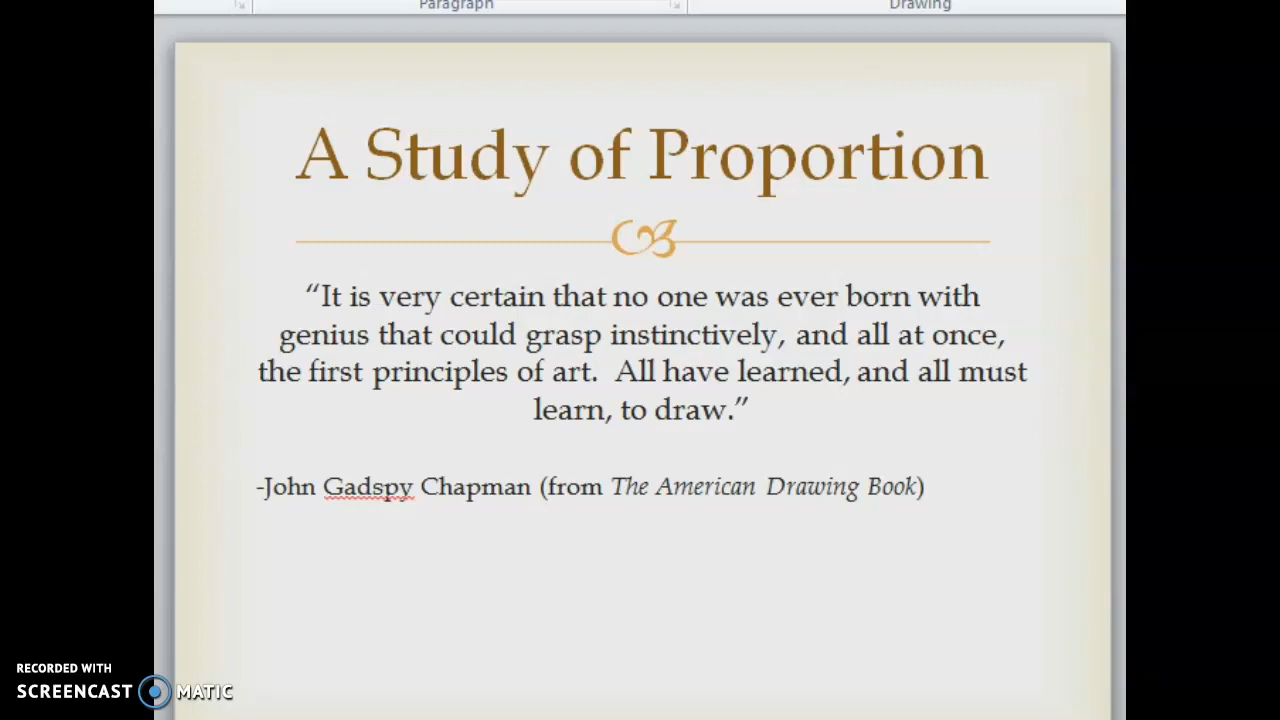 Paragraph
Drawing
A Study of Proportion
“It is very certain that no one was ever born with
genius that could grasp instinctively, and all at once,
the first principles of art.  All have learned, and all must
learn, to draw.”
-John Gadspy Chapman (from The American Drawing Book)
RECORDED WITH
SCREENCAST MATIC